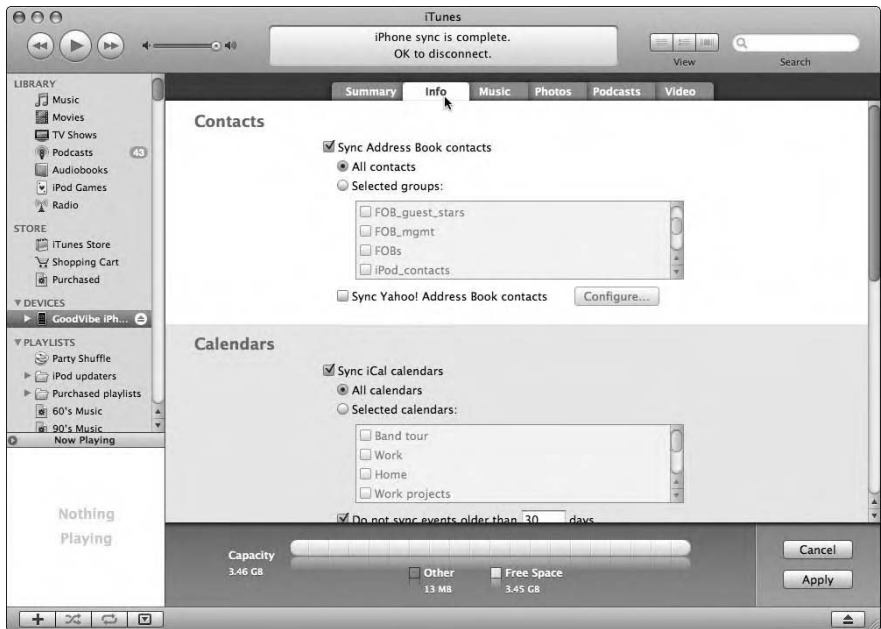 iTunes
iPhone sync is complete.
OK to disconnect.
View
Search
LIBRARY
Music
Movies
TV Shows
Podcasts 43
Audiobooks
iPod Games
Radio
STORE
iTunes Store
Shopping Cart
Purchased
DEVICES
GoodVibe iPh...
PLAYLISTS
Party Shuffle
iPod updaters
Purchased playlists
60's Music
90's Music
Now Playing
Nothing
Playing
Summary Info Music Photos Podcasts Video
Contacts
Sync Address Book contacts
All contacts
Selected groups:
FOB_guest_stars
FOB_mgmt
FOBs
iPod_contacts
Sync Yahoo! Address Book contacts Configure...
Calendars
Sync iCal calendars
All calendars
Selected calendars:
Band tour
Work
Home
Work projects
Do not sync events older than 30 days
Capacity
3.46 GB
Other
13 MB
Free Space
3.45 GB
Cancel
Apply